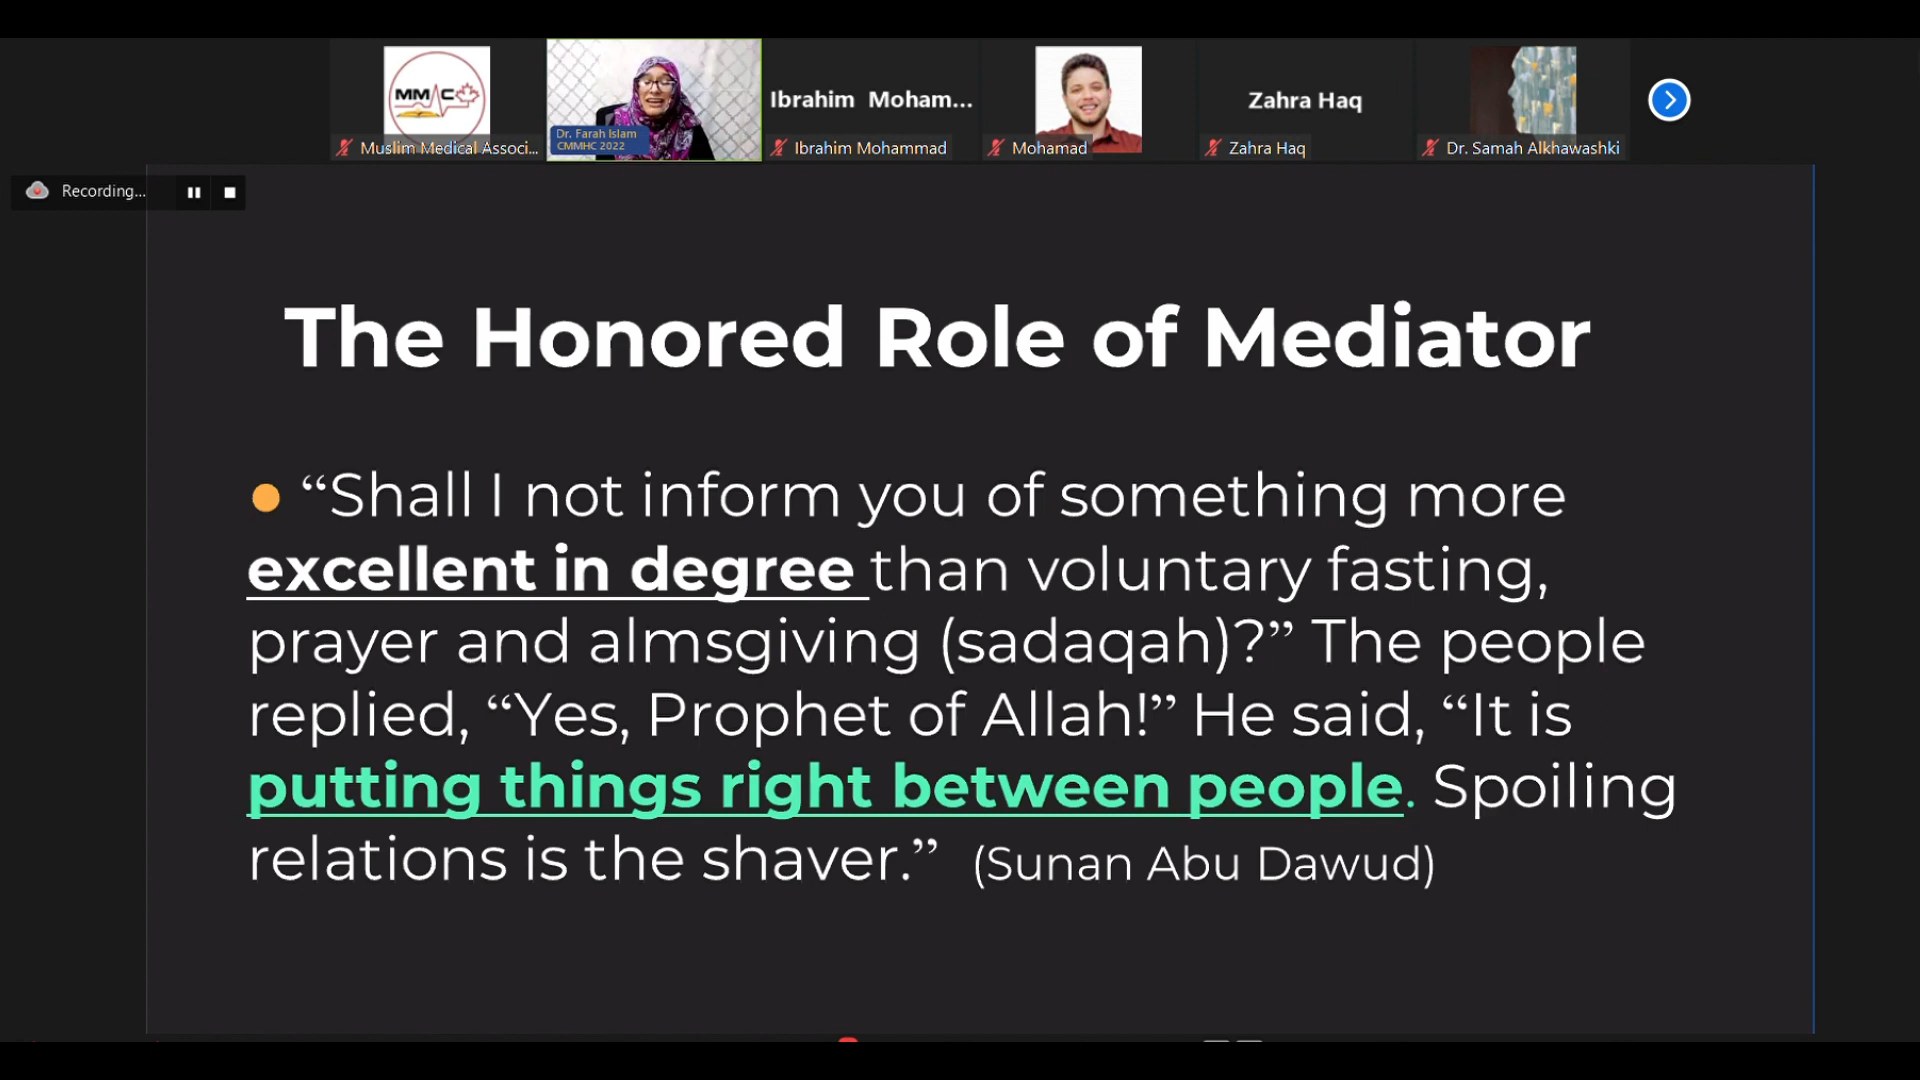 MMAC
Muslim Medical Associ...
Dr. Farah Islam
CMMHC 2022
Ibrahim Moham...
Ibrahim Mohammad
Mohamad
Zahra Haq
Zahra Haq
Dr. Samah Alkhawashki
Recording...
The Honored Role of Mediator
“Shall I not inform you of something more
excellent in degree than voluntary fasting,
prayer and almsgiving (sadaqah)?” The people
replied, “Yes, Prophet of Allah!” He said, “It is
putting things right between people. Spoiling
relations is the shaver.” (Sunan Abu Dawud)